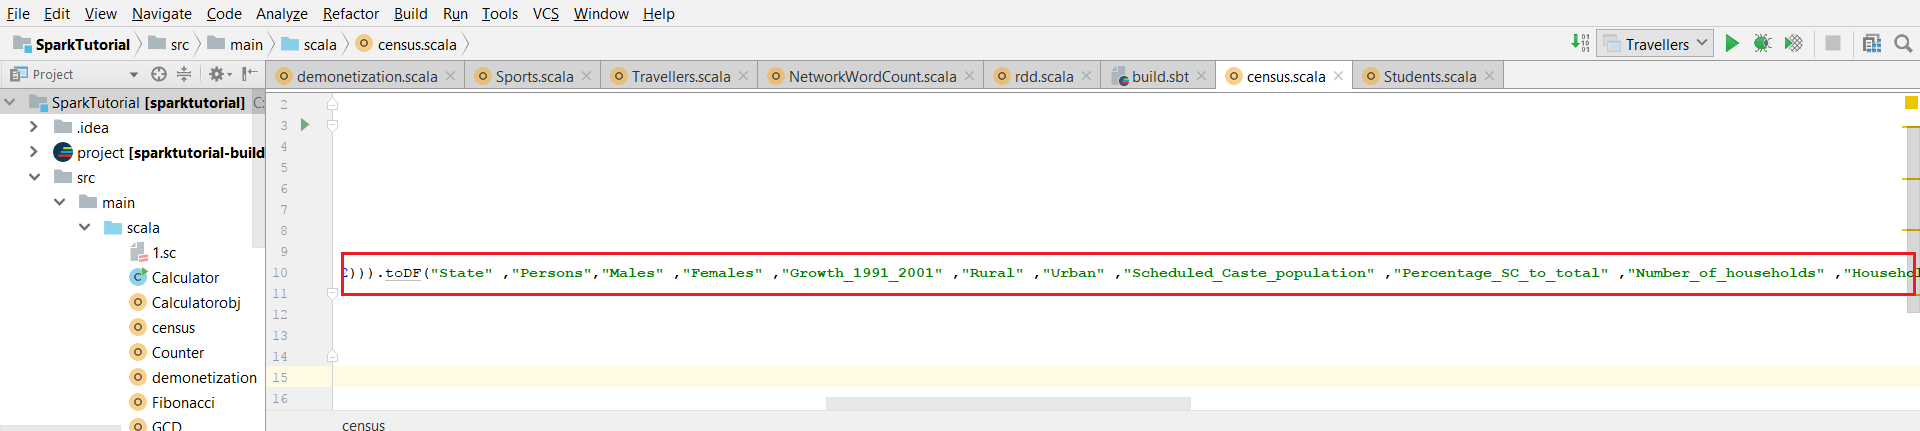 File Edit View Navigate Code Analyze Refactor Build Run Tools VCS Window Help
SparkTutorial src main scala census.scala Travellers
Project demonetization.scala Sports.scala Travellers.scala NetworkWordCount.scala rdd.scala build.sbt census.scala Students.scala
SparkTutorial [sparktutorial] C: 2
.idea 3
4
project [sparktutorial-build 5
src 6
main 7
scala 8
1.sc 9
Calculator 10 ))).toDF("State" ,"Persons","Males" ,"Females" ,"Growth_1991_2001" ,"Rural" ,"Urban" ,"Scheduled_Caste_population" ,"Percentage_SC_to_total" ,"Number_of_households" ,"Househol
Calculatorobj 11
census 12
13
Counter 14
demonetization 15
Fibonacci 16
GCD census